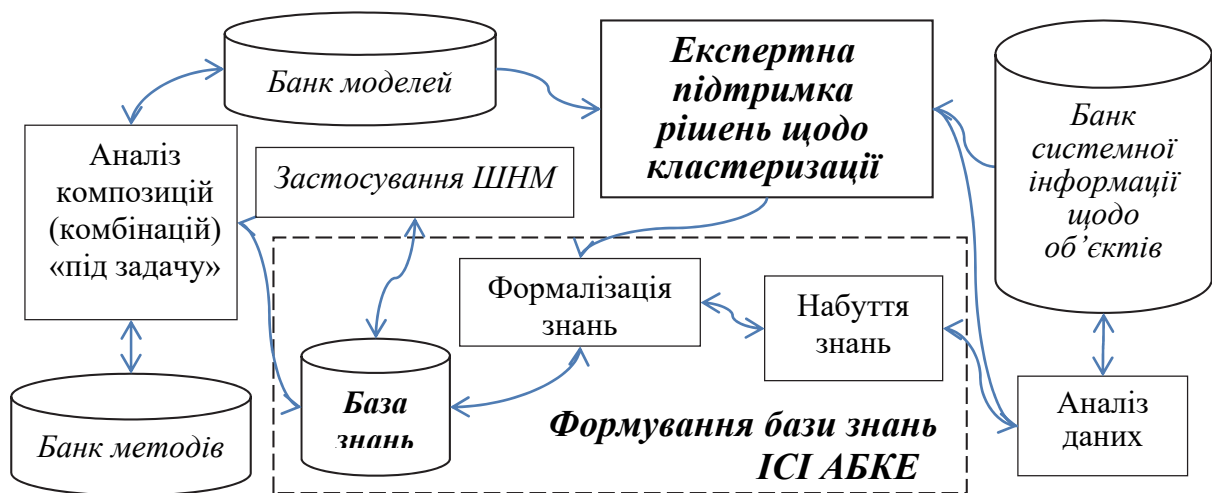 Банк моделей
Експертна
підтримка
рішень щодо
кластеризації
Банк
системної
інформації
щодо
об’єктів
Аналіз
композицій
(комбінацій)
«під задачу»
Застосування ШНМ
Формалізація
знань
Набуття
знань
База
знань
Банк методів
Формування бази знань
ІСІ АБКЕ
Аналіз
даних